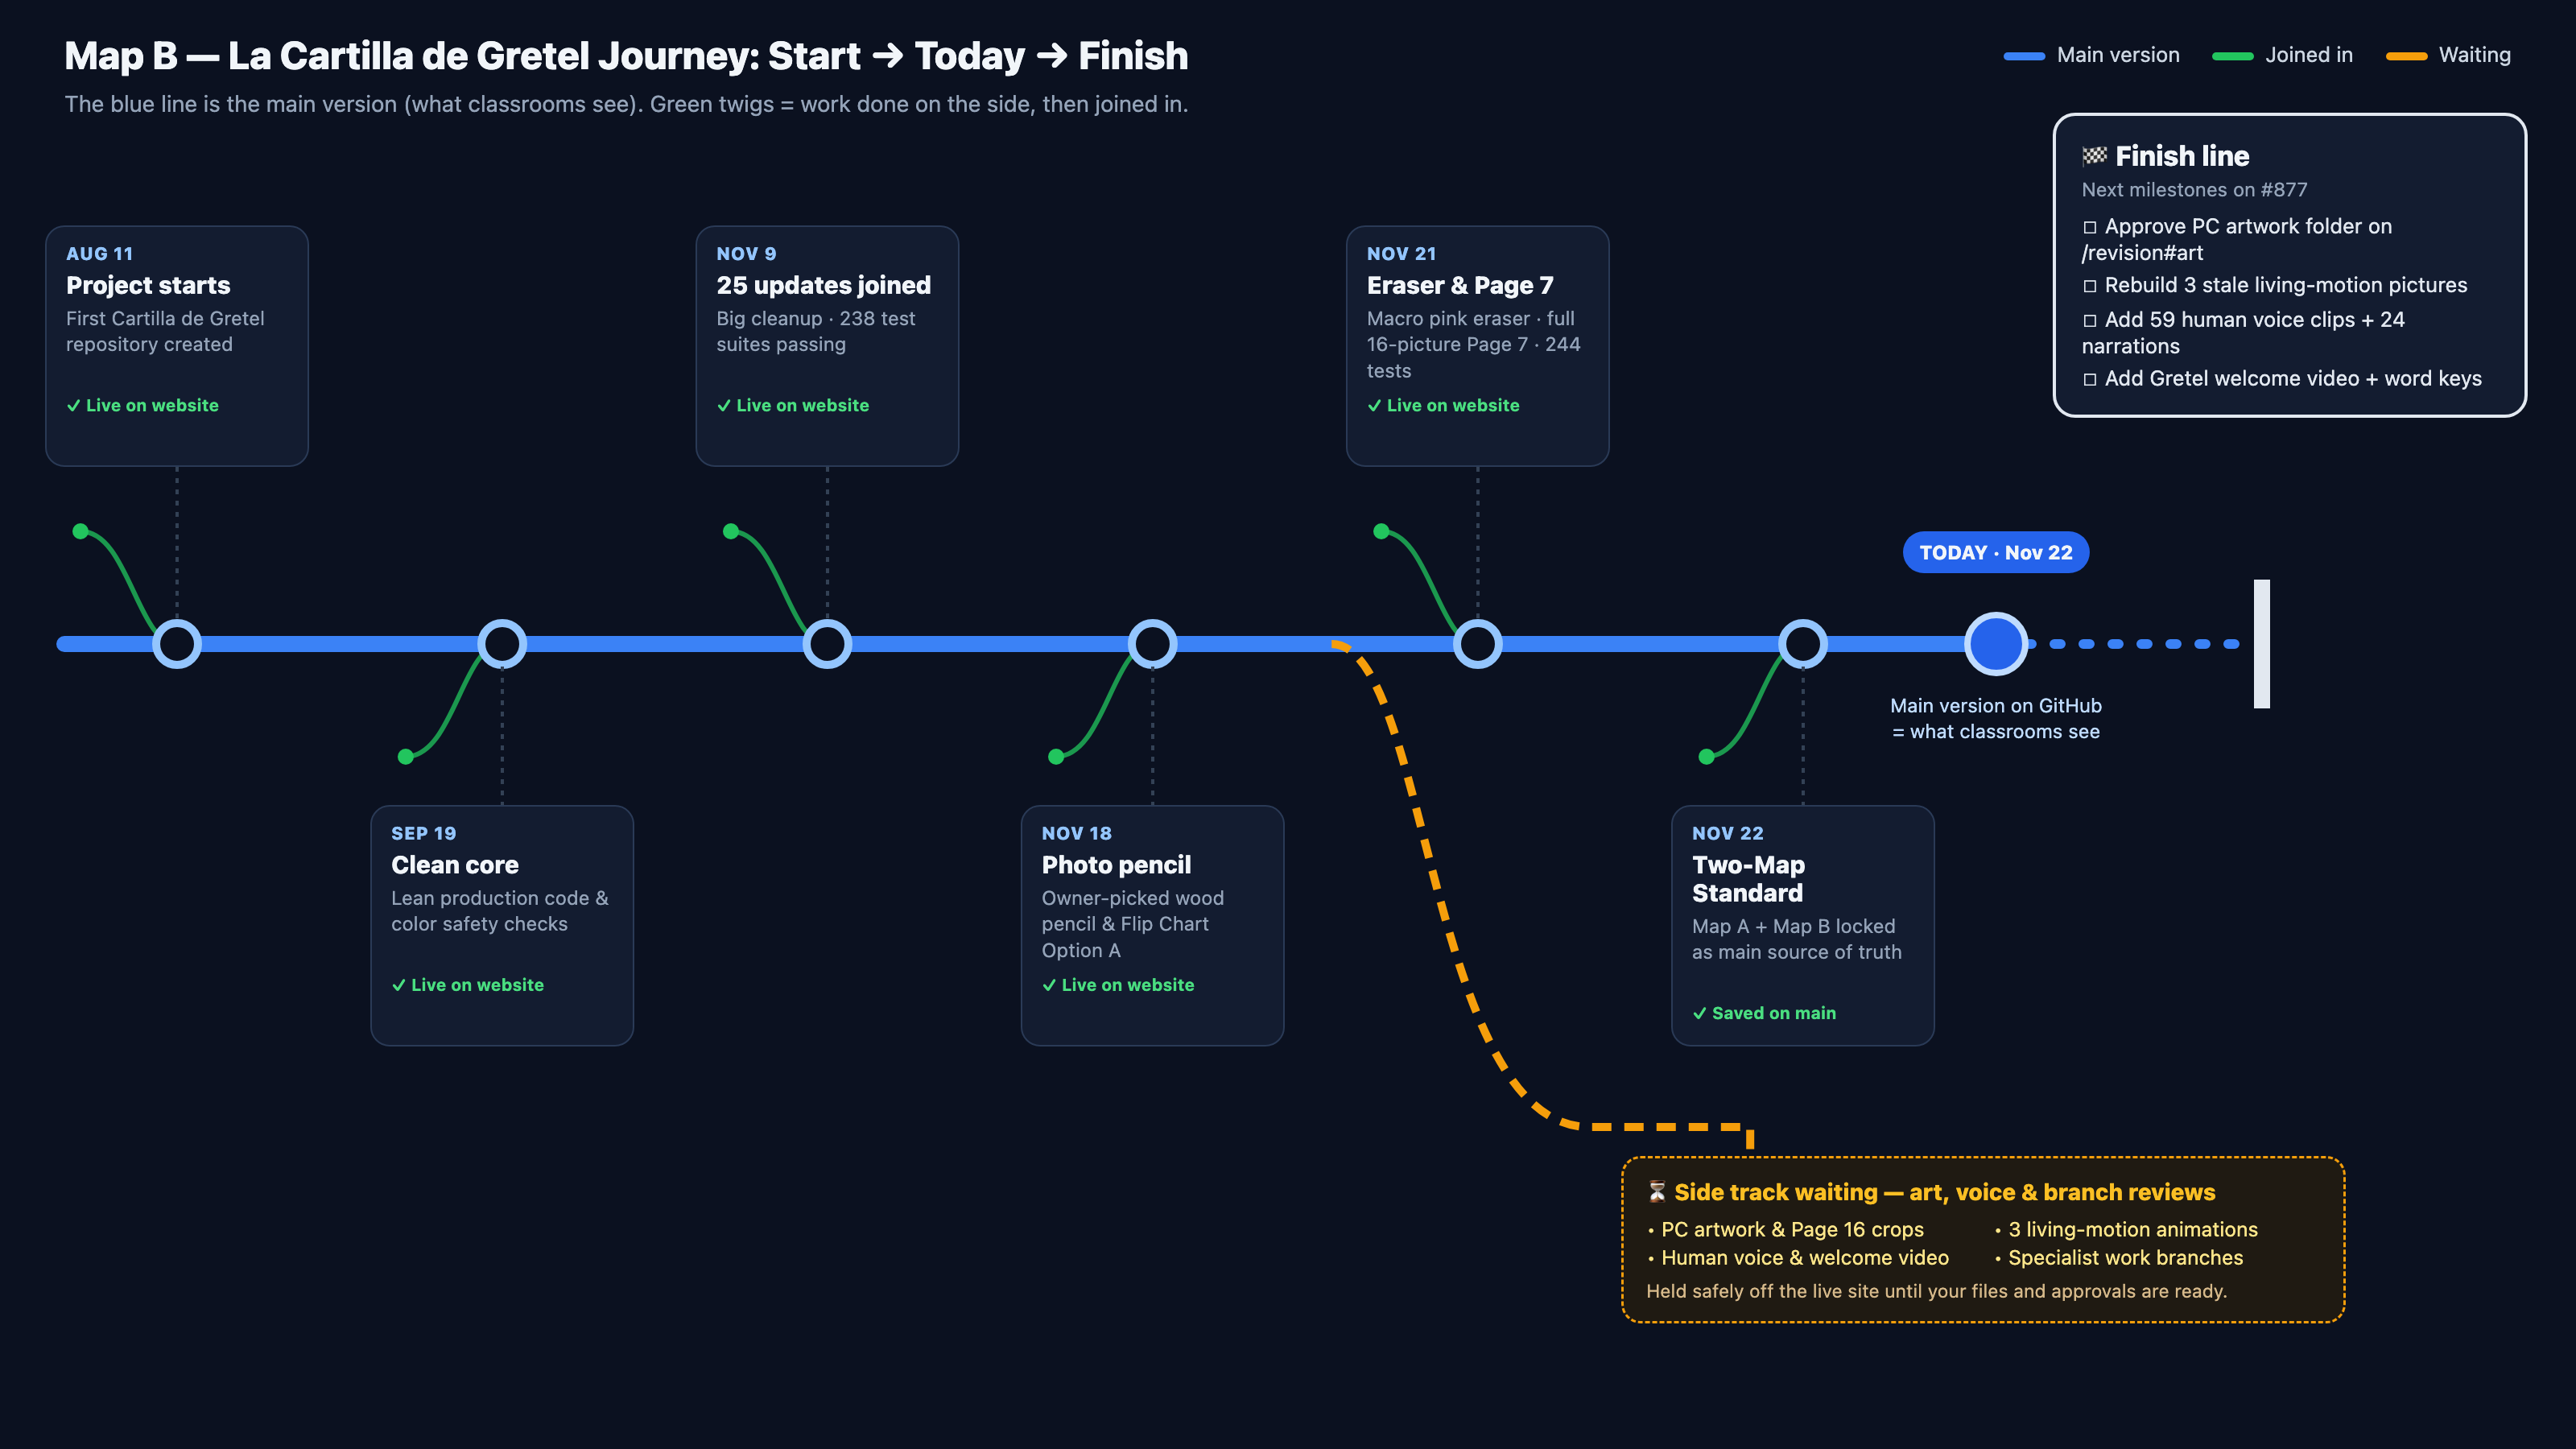 Map B — La Cartilla de Gretel Journey: Start → Today → Finish
The blue line is the main version (what classrooms see). Green twigs = work done on the side, then joined in.
Main version
Joined in
Waiting
🏁 Finish line
Next milestones on #877
☐ Approve PC artwork folder on
/revision#art
☐ Rebuild 3 stale living-motion pictures
☐ Add 59 human voice clips + 24
narrations
☐ Add Gretel welcome video + word keys
AUG 11
Project starts
First Cartilla de Gretel
repository created
✓ Live on website
NOV 9
25 updates joined
Big cleanup · 238 test
suites passing
✓ Live on website
NOV 21
Eraser & Page 7
Macro pink eraser · full
16-picture Page 7 · 244
tests
✓ Live on website
TODAY · Nov 22
Main version on GitHub
= what classrooms see
SEP 19
Clean core
Lean production code &
color safety checks
✓ Live on website
NOV 18
Photo pencil
Owner-picked wood
pencil & Flip Chart
Option A
✓ Live on website
NOV 22
Two-Map
Standard
Map A + Map B locked
as main source of truth
✓ Saved on main
⏳ Side track waiting — art, voice & branch reviews
• PC artwork & Page 16 crops
• Human voice & welcome video
• 3 living-motion animations
• Specialist work branches
Held safely off the live site until your files and approvals are ready.